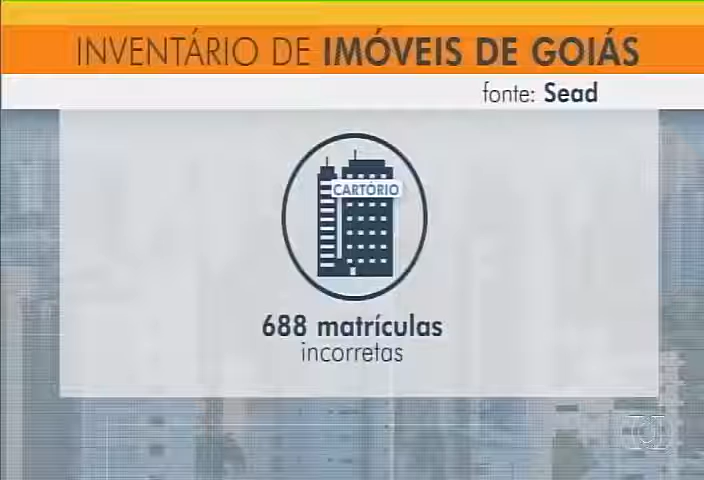 INVENTÁRIO DE IMÓVEIS DE GOIÁS
fonte: Sead
CARTÓRIO
688 matrículas
incorretas